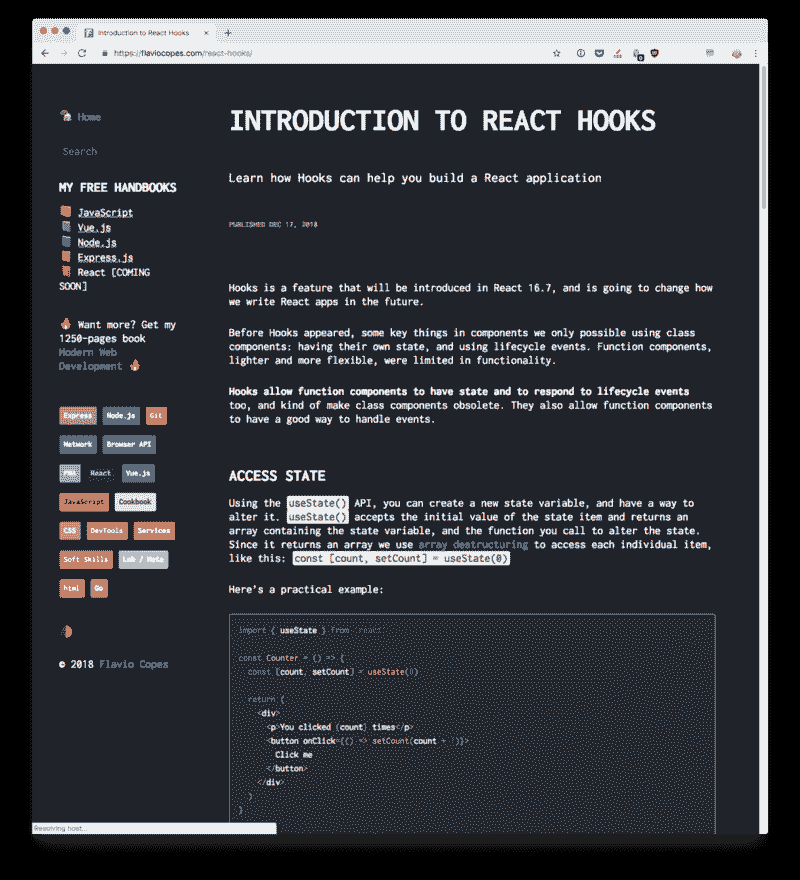 Introduction to React Hooks
https://flaviocopes.com/react-hooks/
Home
Search
MY FREE HANDBOOKS
JavaScript
Vue.js
Node.js
Express.js
React [COMING
SOON]
Want more? Get my
1250-pages book
Modern Web
Development
Express Node.js Git
Network Browser API
PWA React Vue.js
JavaScript Cookbook
CSS DevTools Services
Soft Skills Lab / Meta
html Go
© 2018 Flavio Copes
INTRODUCTION TO REACT HOOKS
Learn how Hooks can help you build a React application
PUBLISHED DEC 17, 2018
Hooks is a feature that will be introduced in React 16.7, and is going to change how
we write React apps in the future.
Before Hooks appeared, some key things in components we only possible using class
components: having their own state, and using lifecycle events. Function components,
lighter and more flexible, were limited in functionality.
Hooks allow function components to have state and to respond to lifecycle events
too, and kind of make class components obsolete. They also allow function components
to have a good way to handle events.
ACCESS STATE
Using the useState() API, you can create a new state variable, and have a way to
alter it. useState() accepts the initial value of the state item and returns an
array containing the state variable, and the function you call to alter the state.
Since it returns an array we use array destructuring to access each individual item,
like this: const [count, setCount] = useState(0)
Here's a practical example:
import { useState } from 'react'
const Counter = () => {
const [count, setCount] = useState(0)
return (
<div>
<p>You clicked {count} times</p>
<button onClick={() => setCount(count + )}>
Click me
</button>
</div>
)
}
Resolving host...